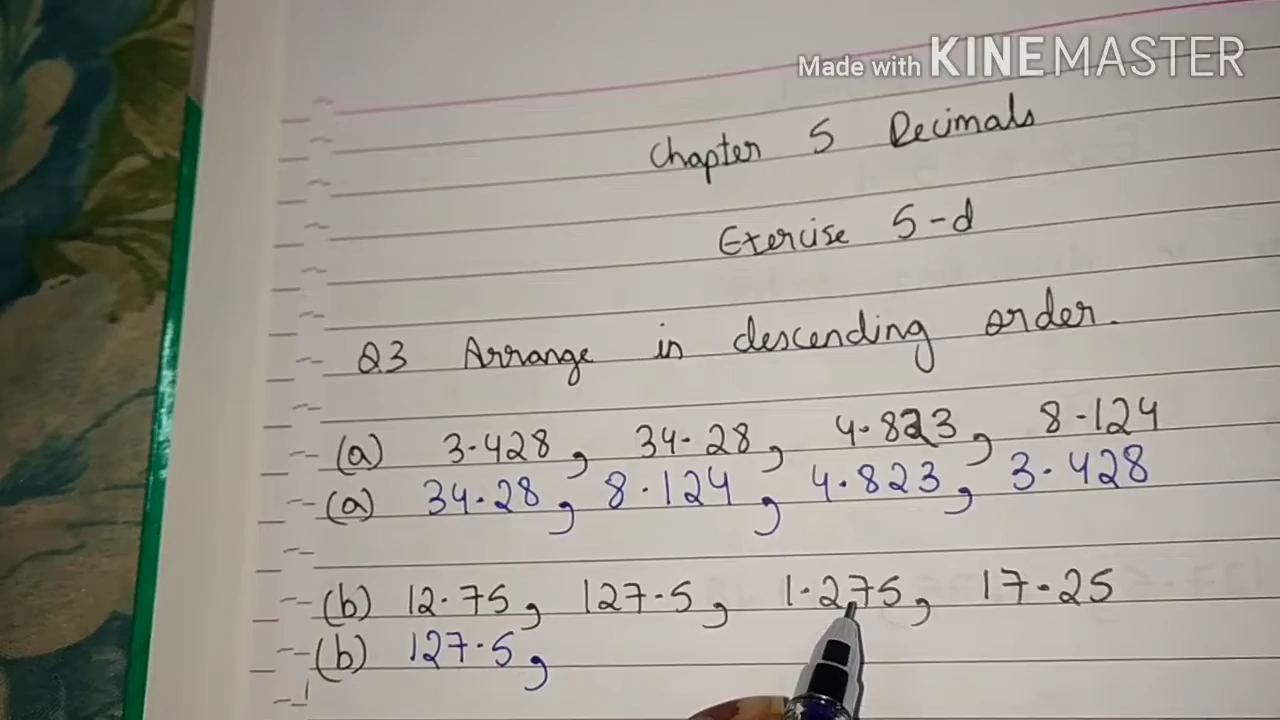 Made with KINEMASTER
Chapter 5 Decimals
Exercise 5-d
Q3 Arrange in descending order.
(a) 3.428, 34.28, 4.823, 8.124
(a) 34.28, 8.124, 4.823, 3.428
(b) 12.75, 127.5, 1.275, 17.25
(b) 127.5,